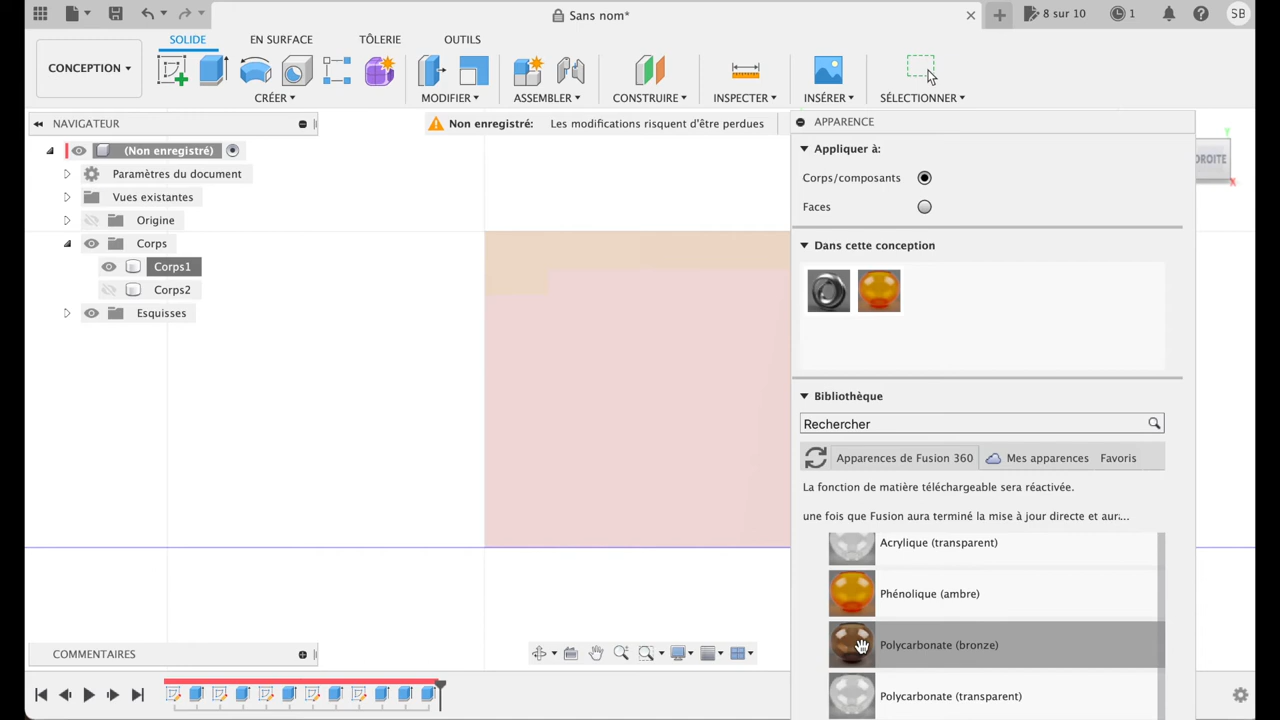 Sans nom*
8 sur 10
1
SB
CONCEPTION
SOLIDE
EN SURFACE
TÔLERIE
OUTILS
CRÉER
MODIFIER
ASSEMBLER
CONSTRUIRE
INSPECTER
INSÉRER
SÉLECTIONNER
NAVIGATEUR
Non enregistré: Les modifications risquent d'être perdues
(Non enregistré)
Paramètres du document
Vues existantes
Origine
Corps
Corps1
Corps2
Esquisses
DROITE
Y
X
APPARENCE
Appliquer à:
Corps/composants
Faces
Dans cette conception
Bibliothèque
Rechercher
Apparences de Fusion 360
Mes apparences
Favoris
La fonction de matière téléchargeable sera réactivée.
une fois que Fusion aura terminé la mise à jour directe et aur...
Acrylique (transparent)
Phénolique (ambre)
Polycarbonate (bronze)
Polycarbonate (transparent)
COMMENTAIRES